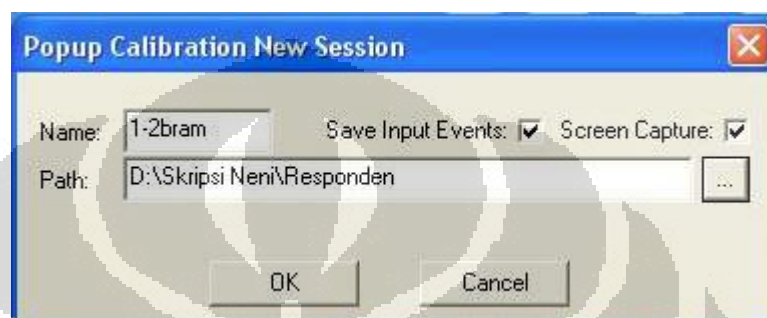 Popup Calibration New Session
Name: 1-2bram Save Input Events: Screen Capture:
Path: D:\Skripsi Neni\Responden ...
OK Cancel